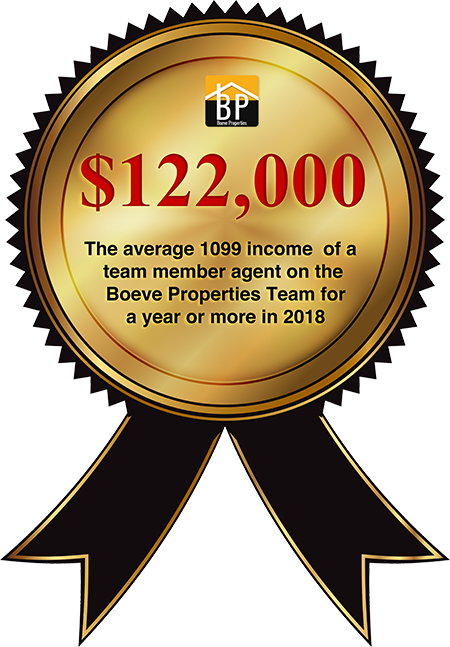 BP
Boeve Properties
$122,000
The average 1099 income  of a
team member agent on the
Boeve Properties Team for
a year or more in 2018